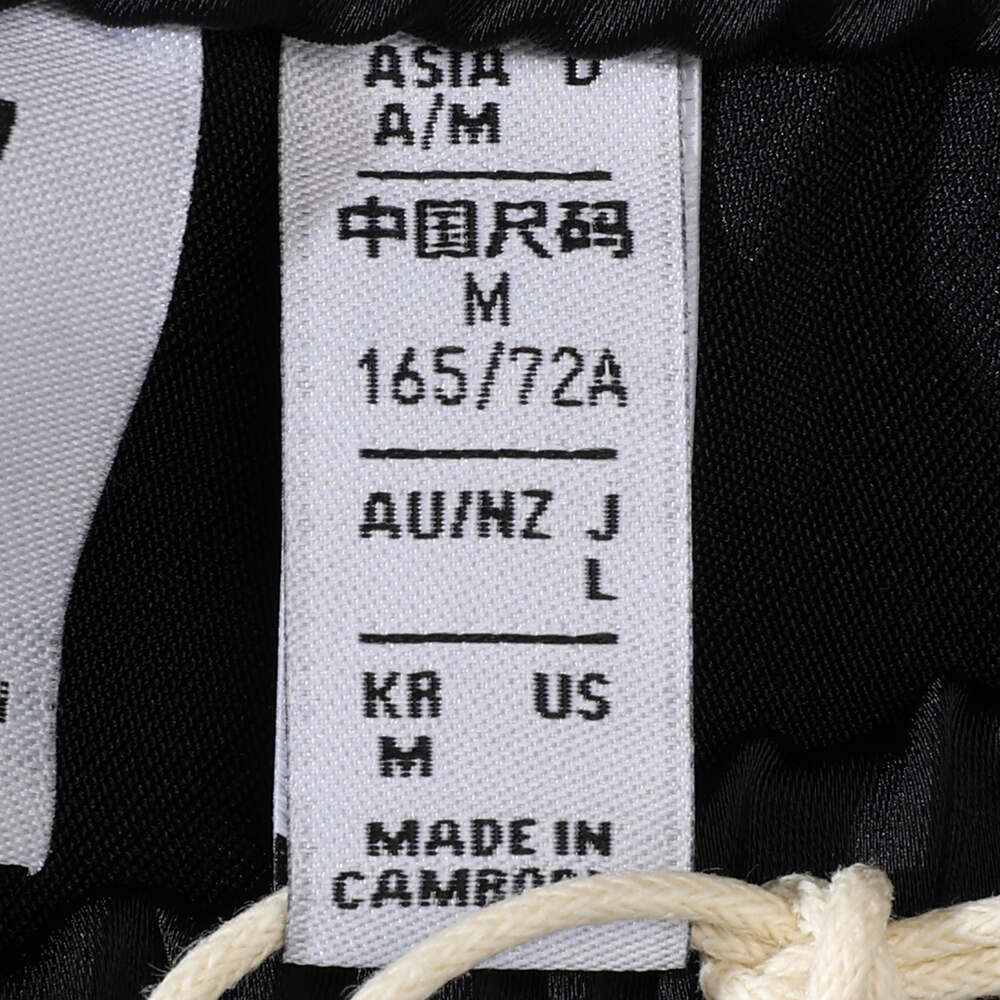 ASIA D
A/M
中国尺码
M
165/72A
AU/NZ J
L
KR US
M
MADE IN